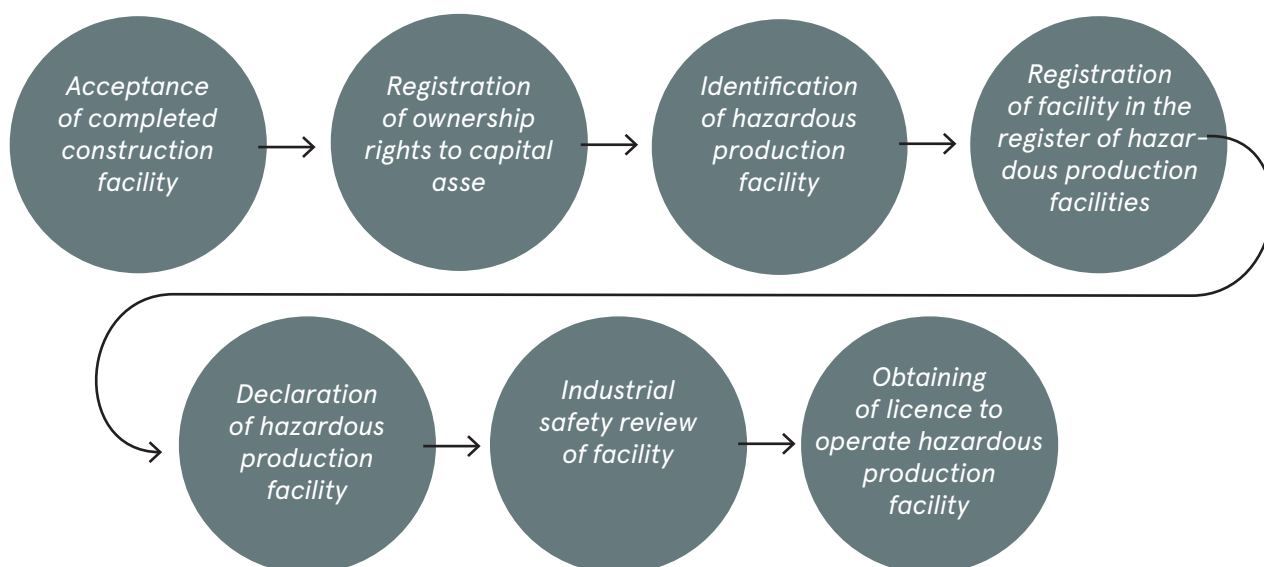 Acceptance
of completed
construction
facility
Registration
of ownership
rights to capital
asse
Identification
of hazardous
production
facility
Registration
of facility in the
register of hazar-
dous production
facilities
Declaration
of hazardous
production
facility
Industrial
safety review
of facility
Obtaining
of licence to
operate hazardous
production
facility